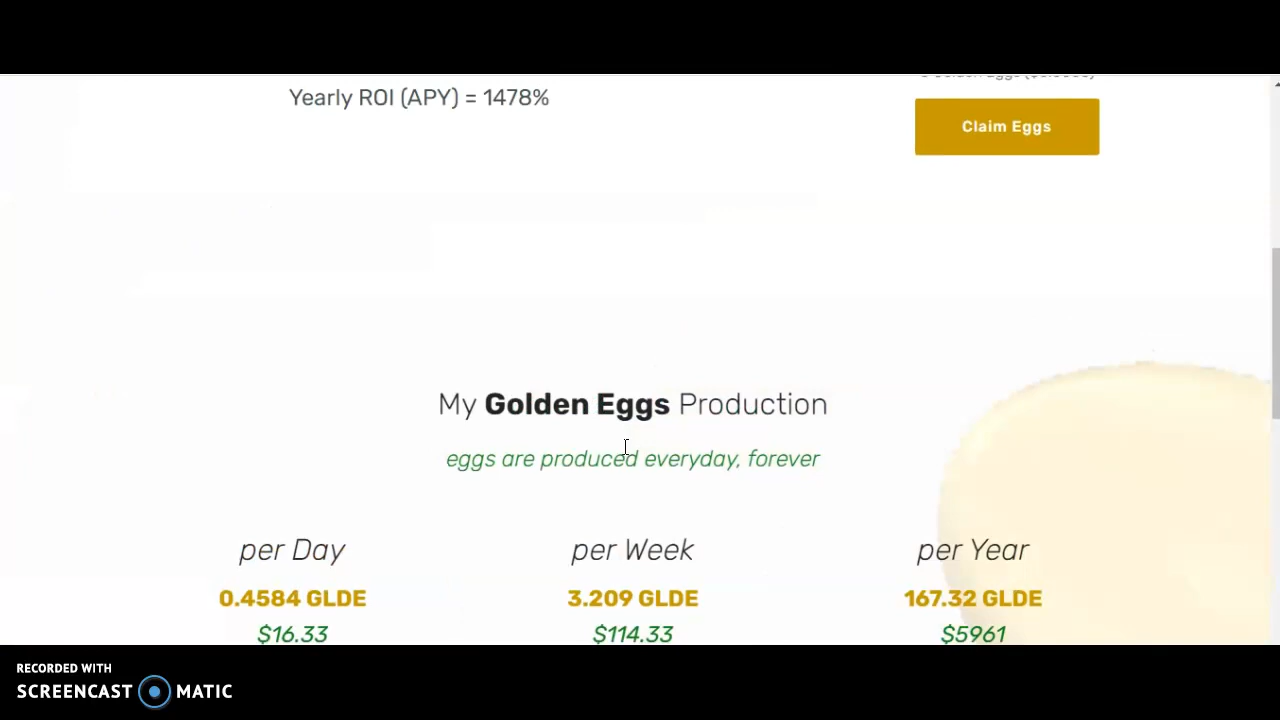 Yearly ROI (APY) = 1478%
Claim Eggs
My Golden Eggs Production
eggs are produced everyday, forever
per Day
per Week
per Year
0.4584 GLDE
3.209 GLDE
167.32 GLDE
$16.33
$114.33
$5961
RECORDED WITH
SCREENCAST MATIC